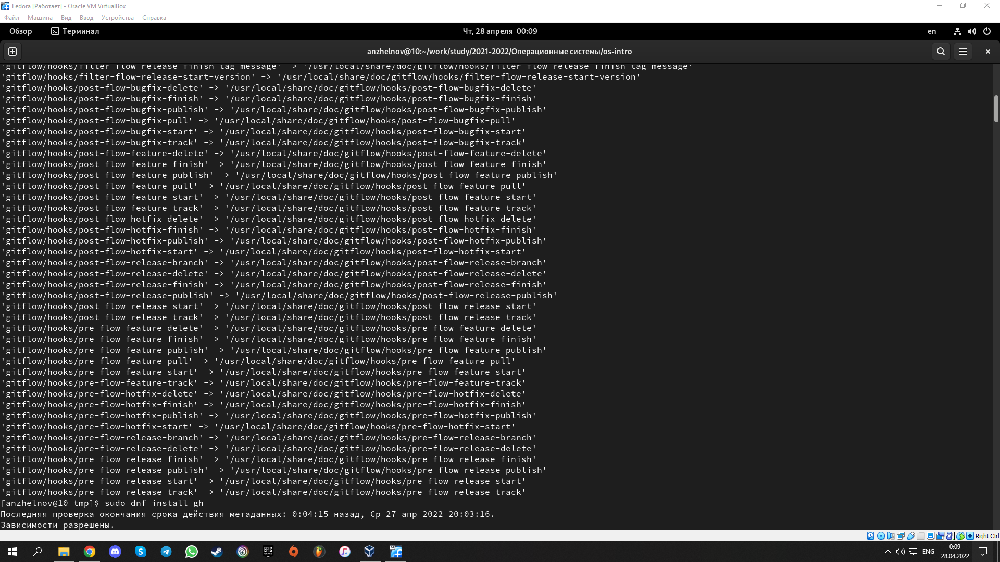 Fedora [Работает] - Oracle VM VirtualBox
Файл Машина Вид Ввод Устройства Справка
Обзор Терминал Чт, 28 апреля 00:09 en
anzhelnov@10:~/work/study/2021-2022/Операционные системы/os-intro
'gitflow/hooks/filter-flow-release-finish-tag-message' -> '/usr/local/share/doc/gitflow/hooks/filter-flow-release-finish-tag-message'
'gitflow/hooks/filter-flow-release-start-version' -> '/usr/local/share/doc/gitflow/hooks/filter-flow-release-start-version'
'gitflow/hooks/post-flow-bugfix-delete' -> '/usr/local/share/doc/gitflow/hooks/post-flow-bugfix-delete'
'gitflow/hooks/post-flow-bugfix-finish' -> '/usr/local/share/doc/gitflow/hooks/post-flow-bugfix-finish'
'gitflow/hooks/post-flow-bugfix-publish' -> '/usr/local/share/doc/gitflow/hooks/post-flow-bugfix-publish'
'gitflow/hooks/post-flow-bugfix-pull' -> '/usr/local/share/doc/gitflow/hooks/post-flow-bugfix-pull'
'gitflow/hooks/post-flow-bugfix-start' -> '/usr/local/share/doc/gitflow/hooks/post-flow-bugfix-start'
'gitflow/hooks/post-flow-bugfix-track' -> '/usr/local/share/doc/gitflow/hooks/post-flow-bugfix-track'
'gitflow/hooks/post-flow-feature-delete' -> '/usr/local/share/doc/gitflow/hooks/post-flow-feature-delete'
'gitflow/hooks/post-flow-feature-finish' -> '/usr/local/share/doc/gitflow/hooks/post-flow-feature-finish'
'gitflow/hooks/post-flow-feature-publish' -> '/usr/local/share/doc/gitflow/hooks/post-flow-feature-publish'
'gitflow/hooks/post-flow-feature-pull' -> '/usr/local/share/doc/gitflow/hooks/post-flow-feature-pull'
'gitflow/hooks/post-flow-feature-start' -> '/usr/local/share/doc/gitflow/hooks/post-flow-feature-start'
'gitflow/hooks/post-flow-feature-track' -> '/usr/local/share/doc/gitflow/hooks/post-flow-feature-track'
'gitflow/hooks/post-flow-hotfix-delete' -> '/usr/local/share/doc/gitflow/hooks/post-flow-hotfix-delete'
'gitflow/hooks/post-flow-hotfix-finish' -> '/usr/local/share/doc/gitflow/hooks/post-flow-hotfix-finish'
'gitflow/hooks/post-flow-hotfix-publish' -> '/usr/local/share/doc/gitflow/hooks/post-flow-hotfix-publish'
'gitflow/hooks/post-flow-hotfix-start' -> '/usr/local/share/doc/gitflow/hooks/post-flow-hotfix-start'
'gitflow/hooks/post-flow-release-branch' -> '/usr/local/share/doc/gitflow/hooks/post-flow-release-branch'
'gitflow/hooks/post-flow-release-delete' -> '/usr/local/share/doc/gitflow/hooks/post-flow-release-delete'
'gitflow/hooks/post-flow-release-finish' -> '/usr/local/share/doc/gitflow/hooks/post-flow-release-finish'
'gitflow/hooks/post-flow-release-publish' -> '/usr/local/share/doc/gitflow/hooks/post-flow-release-publish'
'gitflow/hooks/post-flow-release-start' -> '/usr/local/share/doc/gitflow/hooks/post-flow-release-start'
'gitflow/hooks/post-flow-release-track' -> '/usr/local/share/doc/gitflow/hooks/post-flow-release-track'
'gitflow/hooks/pre-flow-feature-delete' -> '/usr/local/share/doc/gitflow/hooks/pre-flow-feature-delete'
'gitflow/hooks/pre-flow-feature-finish' -> '/usr/local/share/doc/gitflow/hooks/pre-flow-feature-finish'
'gitflow/hooks/pre-flow-feature-publish' -> '/usr/local/share/doc/gitflow/hooks/pre-flow-feature-publish'
'gitflow/hooks/pre-flow-feature-pull' -> '/usr/local/share/doc/gitflow/hooks/pre-flow-feature-pull'
'gitflow/hooks/pre-flow-feature-start' -> '/usr/local/share/doc/gitflow/hooks/pre-flow-feature-start'
'gitflow/hooks/pre-flow-feature-track' -> '/usr/local/share/doc/gitflow/hooks/pre-flow-feature-track'
'gitflow/hooks/pre-flow-hotfix-delete' -> '/usr/local/share/doc/gitflow/hooks/pre-flow-hotfix-delete'
'gitflow/hooks/pre-flow-hotfix-finish' -> '/usr/local/share/doc/gitflow/hooks/pre-flow-hotfix-finish'
'gitflow/hooks/pre-flow-hotfix-publish' -> '/usr/local/share/doc/gitflow/hooks/pre-flow-hotfix-publish'
'gitflow/hooks/pre-flow-hotfix-start' -> '/usr/local/share/doc/gitflow/hooks/pre-flow-hotfix-start'
'gitflow/hooks/pre-flow-release-branch' -> '/usr/local/share/doc/gitflow/hooks/pre-flow-release-branch'
'gitflow/hooks/pre-flow-release-delete' -> '/usr/local/share/doc/gitflow/hooks/pre-flow-release-delete'
'gitflow/hooks/pre-flow-release-finish' -> '/usr/local/share/doc/gitflow/hooks/pre-flow-release-finish'
'gitflow/hooks/pre-flow-release-publish' -> '/usr/local/share/doc/gitflow/hooks/pre-flow-release-publish'
'gitflow/hooks/pre-flow-release-start' -> '/usr/local/share/doc/gitflow/hooks/pre-flow-release-start'
'gitflow/hooks/pre-flow-release-track' -> '/usr/local/share/doc/gitflow/hooks/pre-flow-release-track'
[anzhelnov@10 tmp]$ sudo dnf install gh
Последняя проверка окончания срока действия метаданных: 0:04:15 назад, Ср 27 апр 2022 20:03:16.
Зависимости разрешены.
Right Ctrl
EPIC GAMES
ENG
0:09
28.04.2022